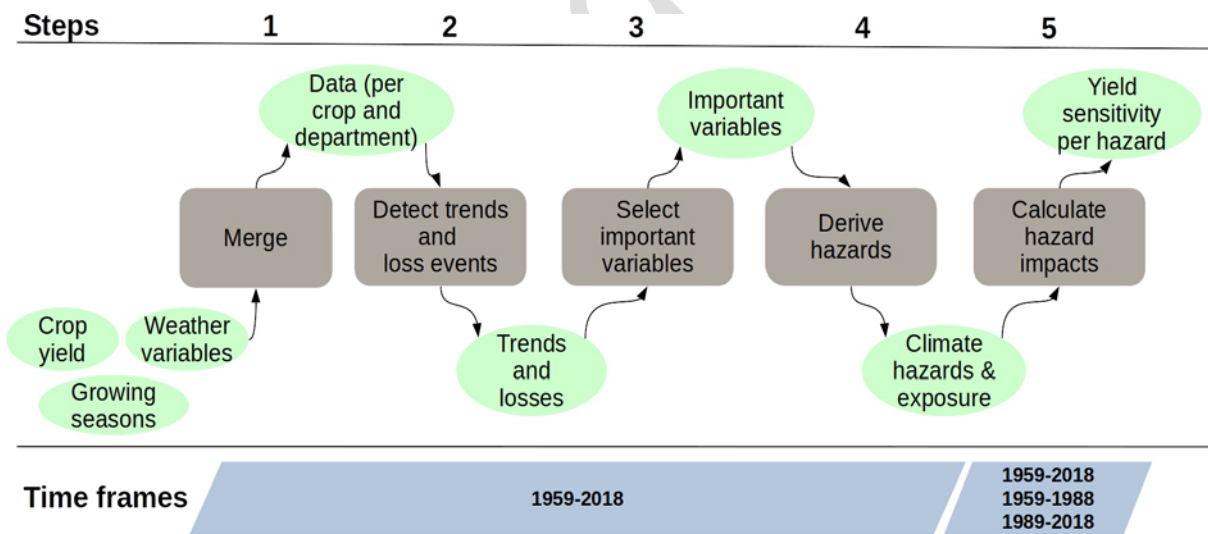 Steps 1 2 3 4 5
Data (per
crop and
department)
Important
variables
Yield
sensitivity
per hazard
Merge
Detect trends
and
loss events
Select
important
variables
Derive
hazards
Calculate
hazard
impacts
Crop
yield
Weather
variables
Growing
seasons
Trends
and
losses
Climate
hazards &
exposure
Time frames
1959-2018
1959-2018
1959-1988
1989-2018